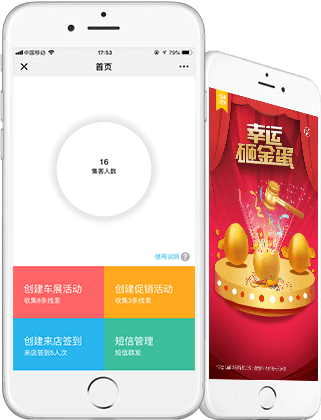 中国移动
17:53
79%
首页
16
集客人数
使用说明 ?
创建车展活动
收集8条线索
创建促销活动
收集3条线索
创建来店签到
来店签到5人次
短信管理
短信群发
幸运
砸金蛋